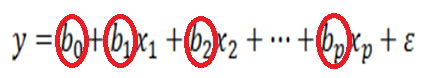 y = b₀ + b₁x₁ + b₂x₂ + ⋯ + bₚxₚ + ε